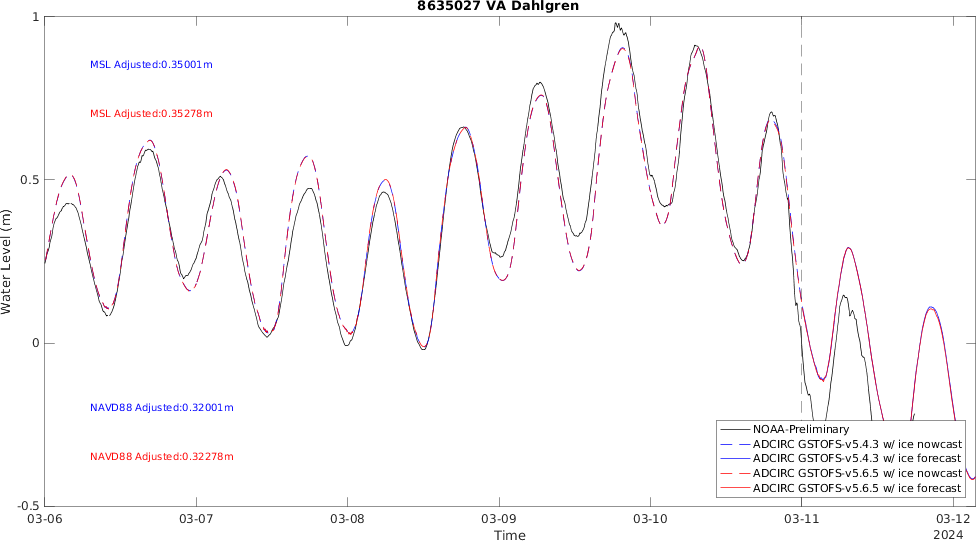 8635027 VA Dahlgren
1
MSL Adjusted:0.35001m
MSL Adjusted:0.35278m
0.5
Water Level (m)
0
NAVD88 Adjusted:0.32001m
NAVD88 Adjusted:0.32278m
NOAA-Preliminary
ADCIRC GSTOFS-v5.4.3 w/ ice nowcast
ADCIRC GSTOFS-v5.4.3 w/ ice forecast
ADCIRC GSTOFS-v5.6.5 w/ ice nowcast
ADCIRC GSTOFS-v5.6.5 w/ ice forecast
-0.5
03-06 03-07 03-08 03-09 03-10 03-11 03-12
Time 2024